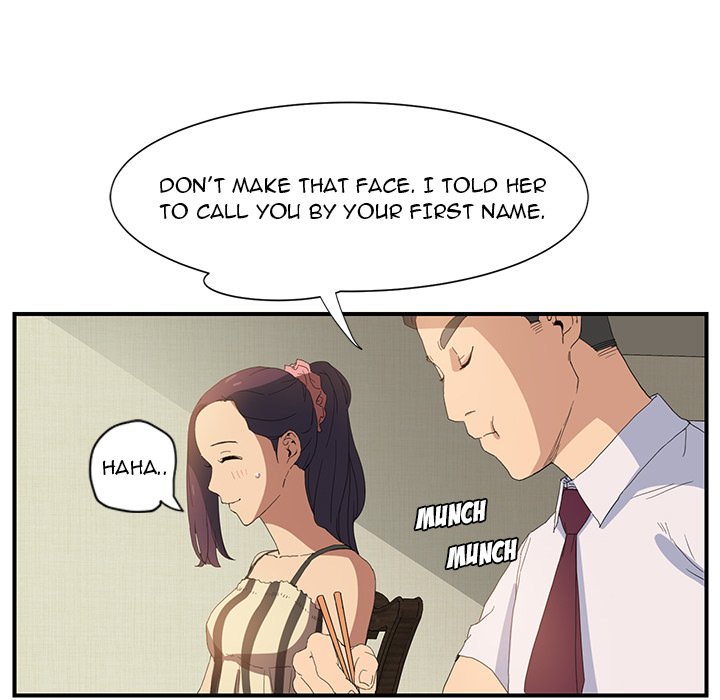 DON'T MAKE THAT FACE. I TOLD HER
TO CALL YOU BY YOUR FIRST NAME.
HAHA..
MUNCH
MUNCH